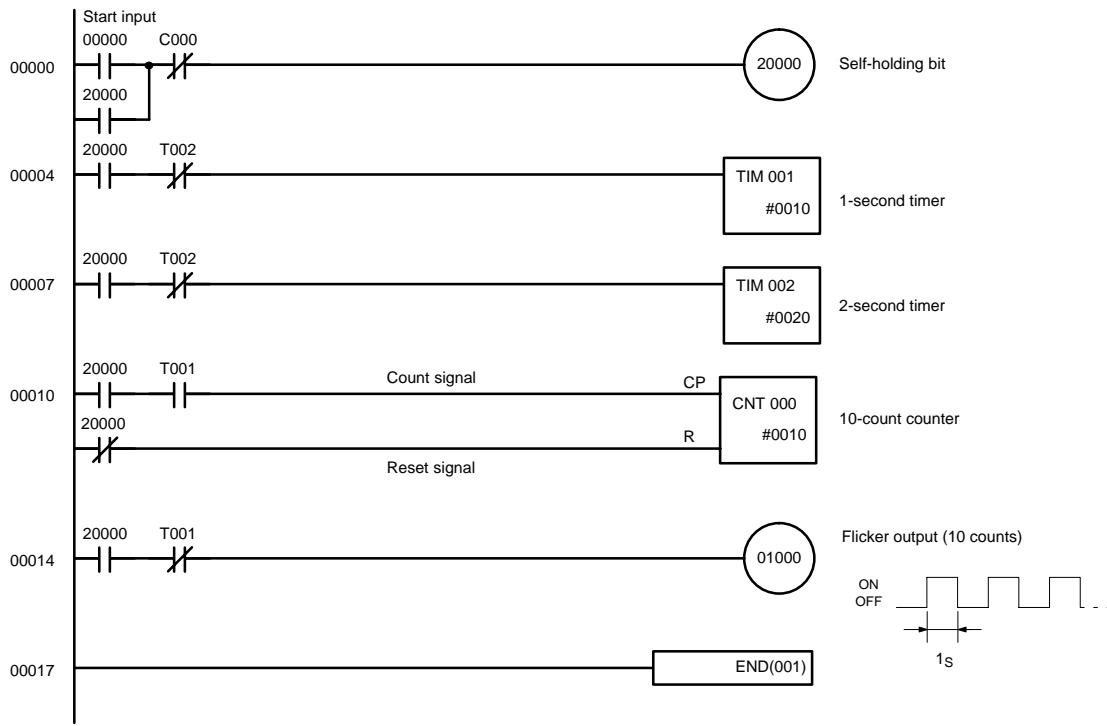 Start input
00000 C000
00000 20000 Self-holding bit
20000
20000 T002
00004 TIM 001
#0010 1-second timer
20000 T002
00007 TIM 002
#0020 2-second timer
20000 T001 Count signal CP
00010 CNT 000
#0010 10-count counter
20000 R
Reset signal
20000 T001 Flicker output (10 counts)
00014 01000
ON
OFF
1S
00017 END(001)